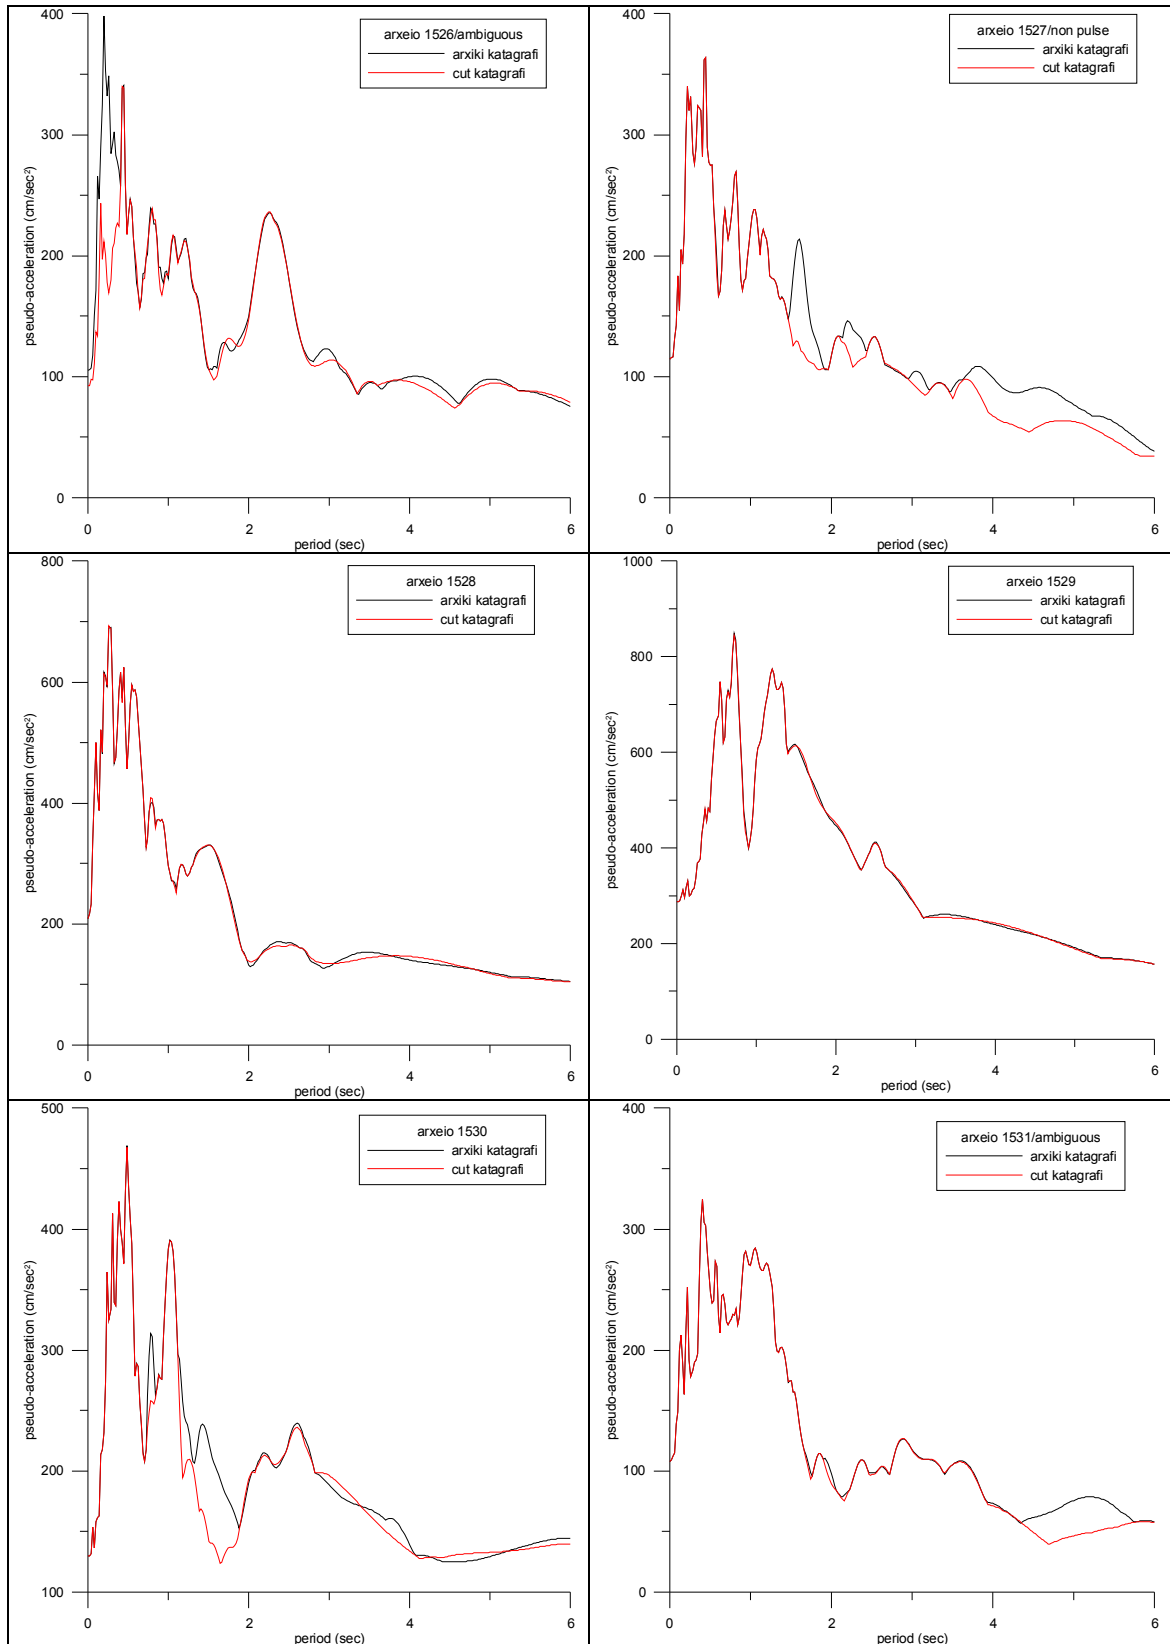 arxeio 1526/ambiguous
arxiki katagrafi
cut katagrafi
pseudo-acceleration (cm/sec²)
400
300
200
100
0
0 2 4 6
period (sec)
arxeio 1527/non pulse
arxiki katagrafi
cut katagrafi
pseudo-acceleration (cm/sec²)
400
300
200
100
0
0 2 4 6
period (sec)
arxeio 1528
arxiki katagrafi
cut katagrafi
pseudo-acceleration (cm/sec²)
800
600
400
200
0
0 2 4 6
period (sec)
arxeio 1529
arxiki katagrafi
cut katagrafi
pseudo-acceleration (cm/sec²)
1000
800
600
400
200
0
0 2 4 6
period (sec)
arxeio 1530
arxiki katagrafi
cut katagrafi
pseudo-acceleration (cm/sec²)
500
400
300
200
100
0 2 4 6
period (sec)
arxeio 1531/ambiguous
arxiki katagrafi
cut katagrafi
pseudo-acceleration (cm/sec²)
400
300
200
100
0
0 2 4 6
period (sec)